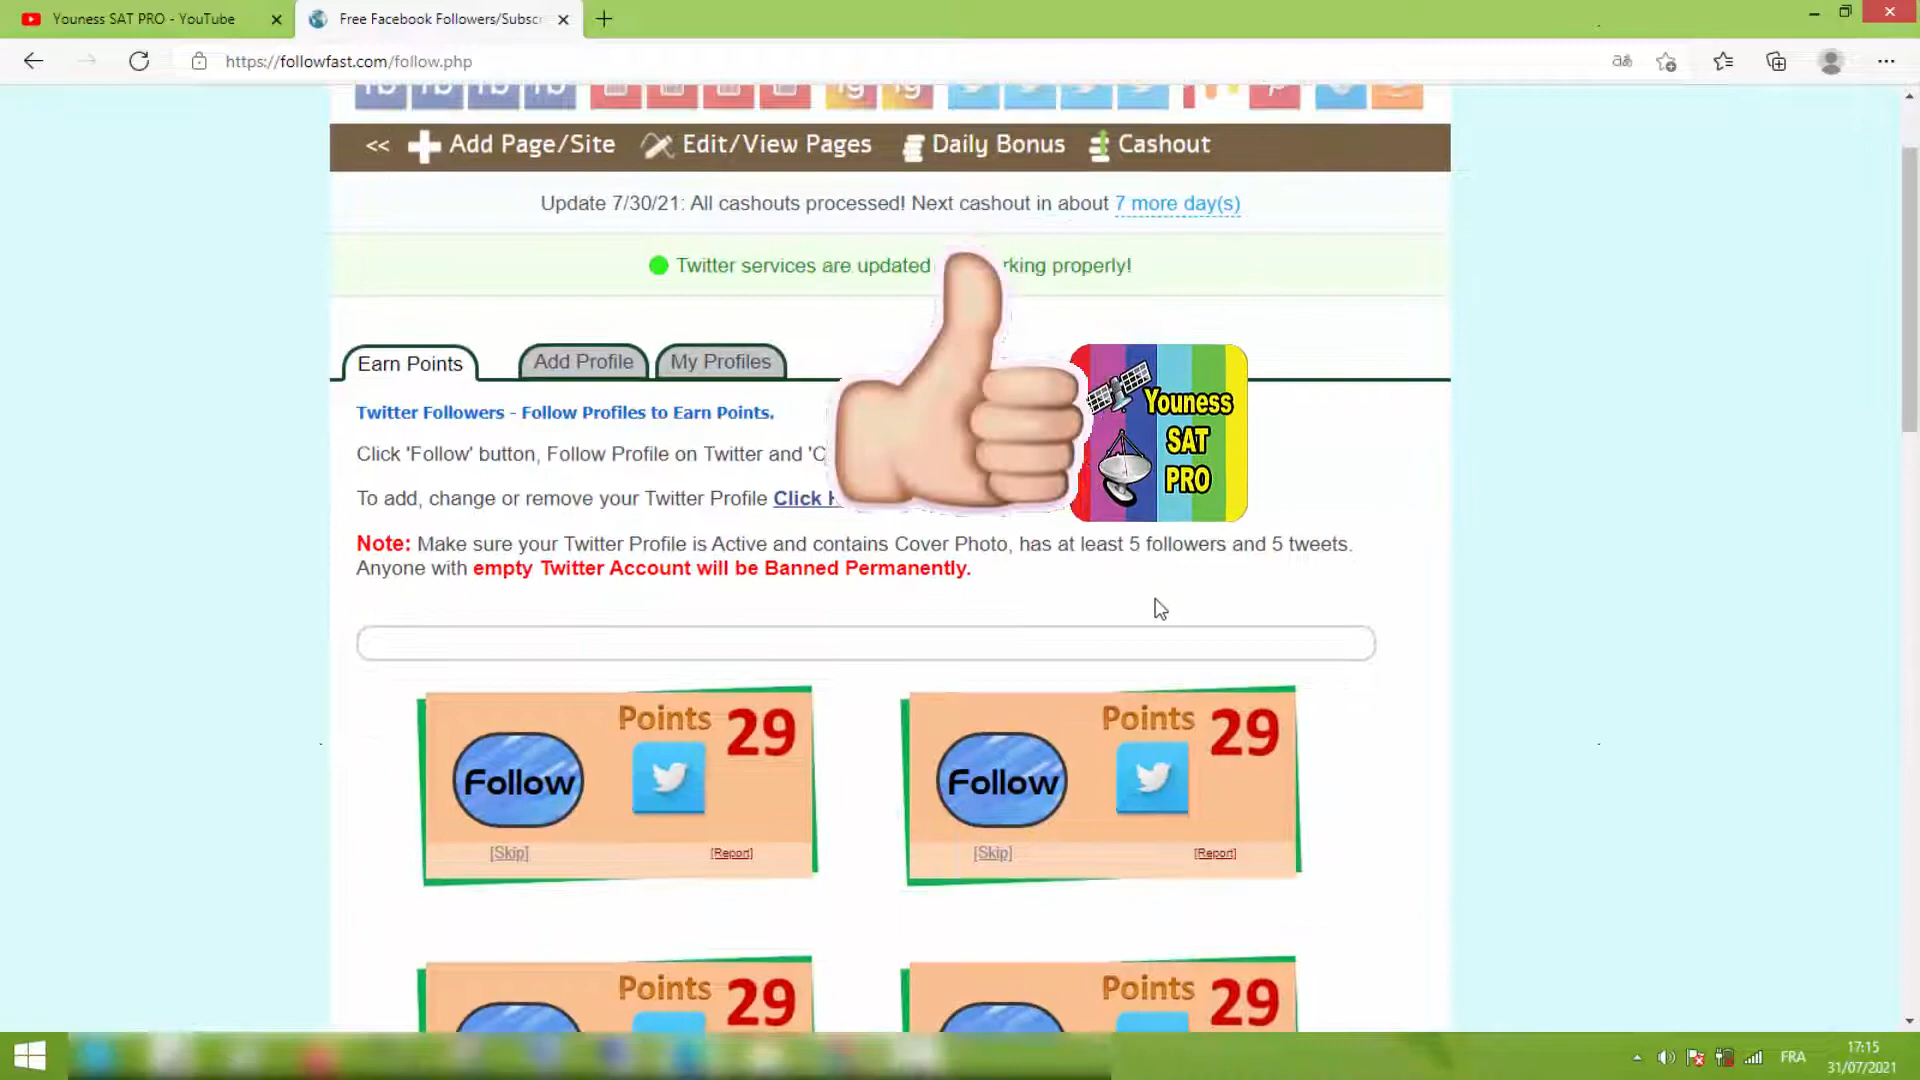 Youness SAT PRO - YouTube
Free Facebook Followers/Subsc
https://followfast.com/follow.php
<< Add Page/Site Edit/View Pages Daily Bonus Cashout
Update 7/30/21: All cashouts processed! Next cashout in about 7 more day(s)
Twitter services are updated rking properly!
Earn Points Add Profile My Profiles
Twitter Followers - Follow Profiles to Earn Points.
Click 'Follow' button, Follow Profile on Twitter and 'C
To add, change or remove your Twitter Profile Click H
Youness
SAT
PRO
Note: Make sure your Twitter Profile is Active and contains Cover Photo, has at least 5 followers and 5 tweets.
Anyone with empty Twitter Account will be Banned Permanently.
Points 29
Follow
[Skip] [Report]
Points 29
Follow
[Skip] [Report]
Points 29
Points 29
FRA
17:15
31/07/2021